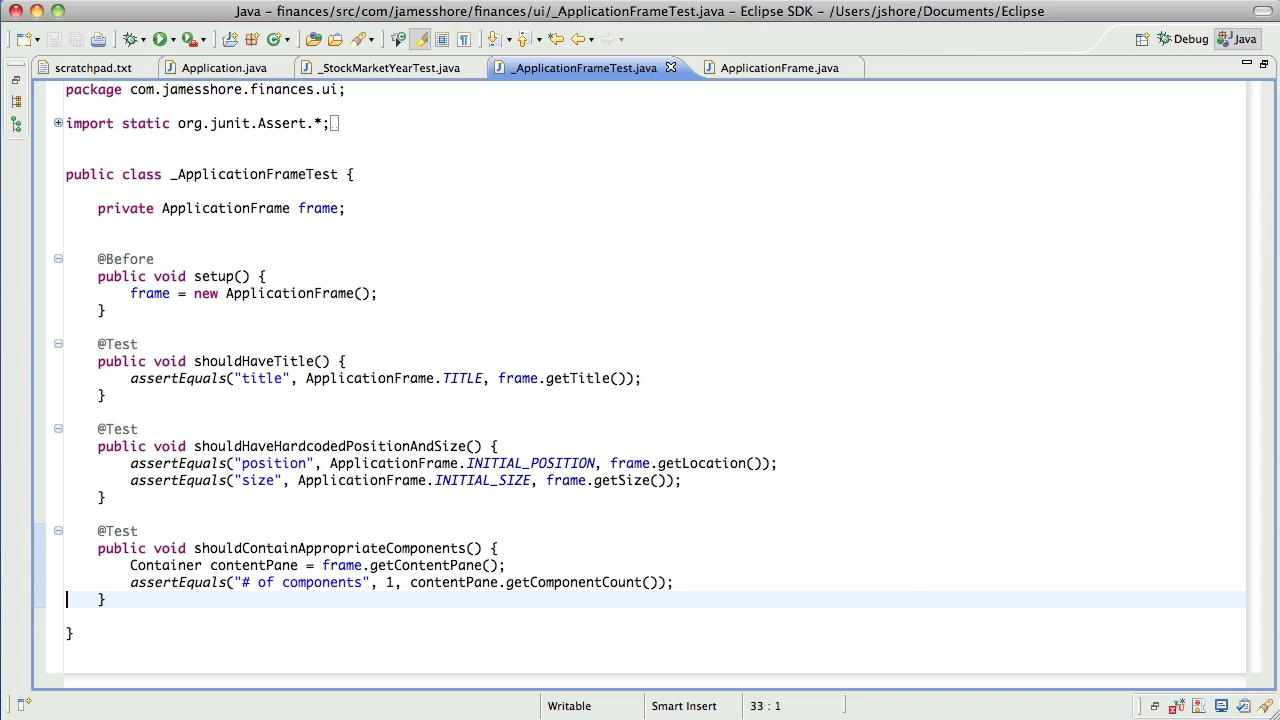 Java – finances/src/com/jamesshore/finances/ui/_ApplicationFrameTest.java – Eclipse SDK – /Users/jshore/Documents/Eclipse
Debug Java
scratchpad.txt Application.java _StockMarketYearTest.java _ApplicationFrameTest.java ApplicationFrame.java
package com.jamesshore.finances.ui;
import static org.junit.Assert.*;
public class _ApplicationFrameTest {
private ApplicationFrame frame;
@Before
public void setup() {
frame = new ApplicationFrame();
}
@Test
public void shouldHaveTitle() {
assertEquals("title", ApplicationFrame.TITLE, frame.getTitle());
}
@Test
public void shouldHaveHardcodedPositionAndSize() {
assertEquals("position", ApplicationFrame.INITIAL_POSITION, frame.getLocation());
assertEquals("size", ApplicationFrame.INITIAL_SIZE, frame.getSize());
}
@Test
public void shouldContainAppropriateComponents() {
Container contentPane = frame.getContentPane();
assertEquals("# of components", 1, contentPane.getComponentCount());
}
}
Writable Smart Insert 33 : 1